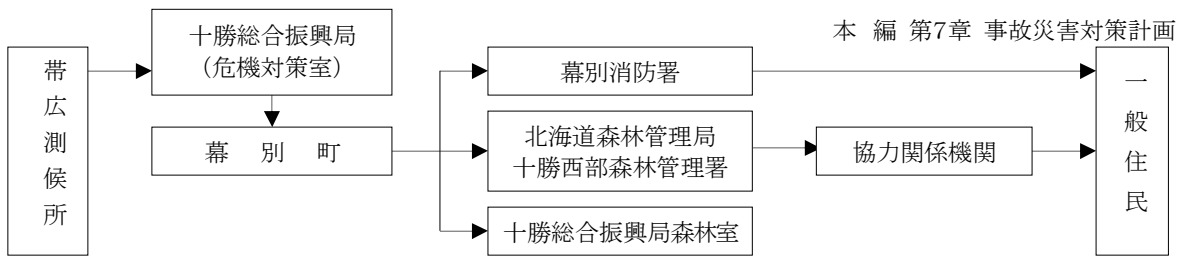 本 編 第7章 事故災害対策計画
帯広測候所
十勝総合振興局
(危機対策室)
幕 別 町
幕別消防署
北海道森林管理局
十勝西部森林管理署
十勝総合振興局森林室
協力関係機関
一般住民